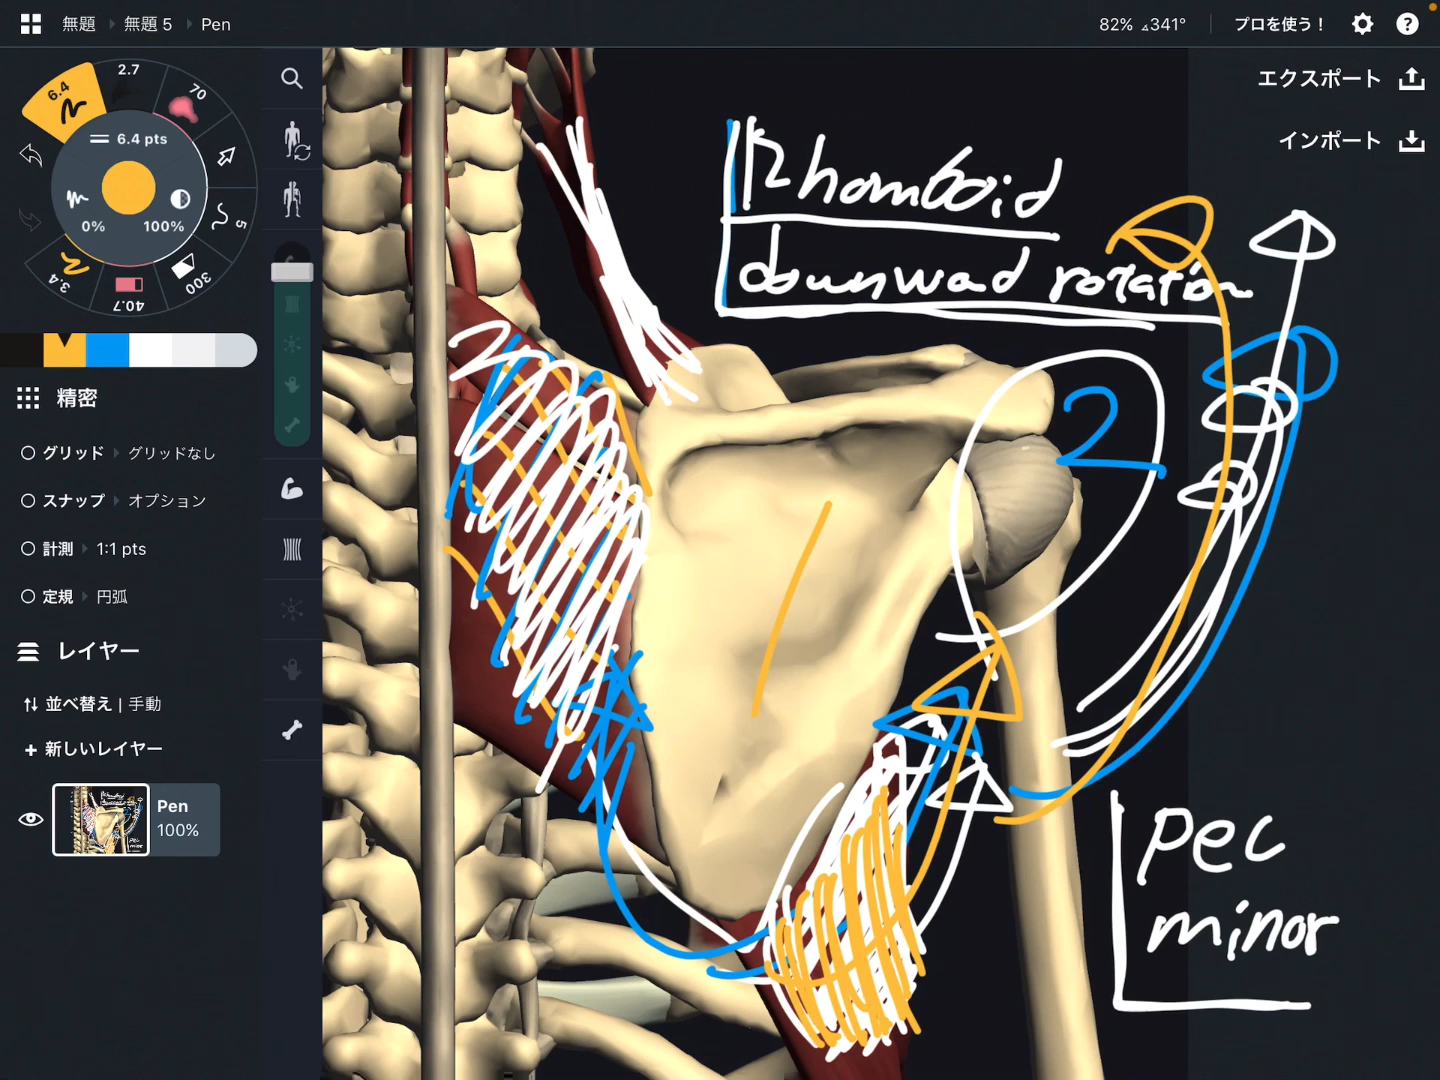 無題 無題 5 Pen
82% ⊿341° プロを使う！
エクスポート
インポート
2.7
6.4
70
6.4 pts
5
0% 100%
3.4
40.7
300
精密
グリッド グリッドなし
スナップ オプション
計測 1:1 pts
定規 円弧
レイヤー
並べ替え | 手動
+ 新しいレイヤー
Pen
100%
Rhomboid
downwad rotation
2
pec
minor